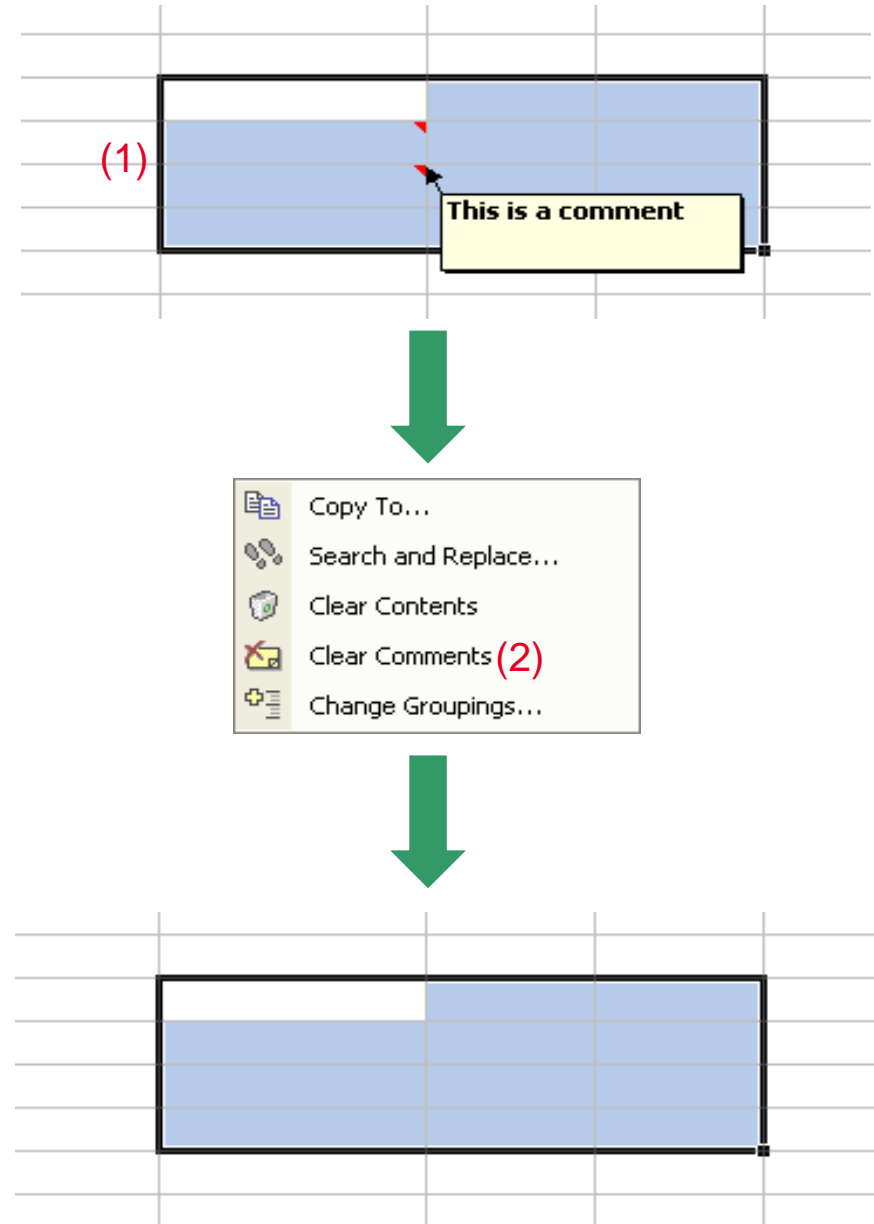 (1)
This is a comment
Copy To...
Search and Replace...
Clear Contents
Clear Comments (2)
Change Groupings...